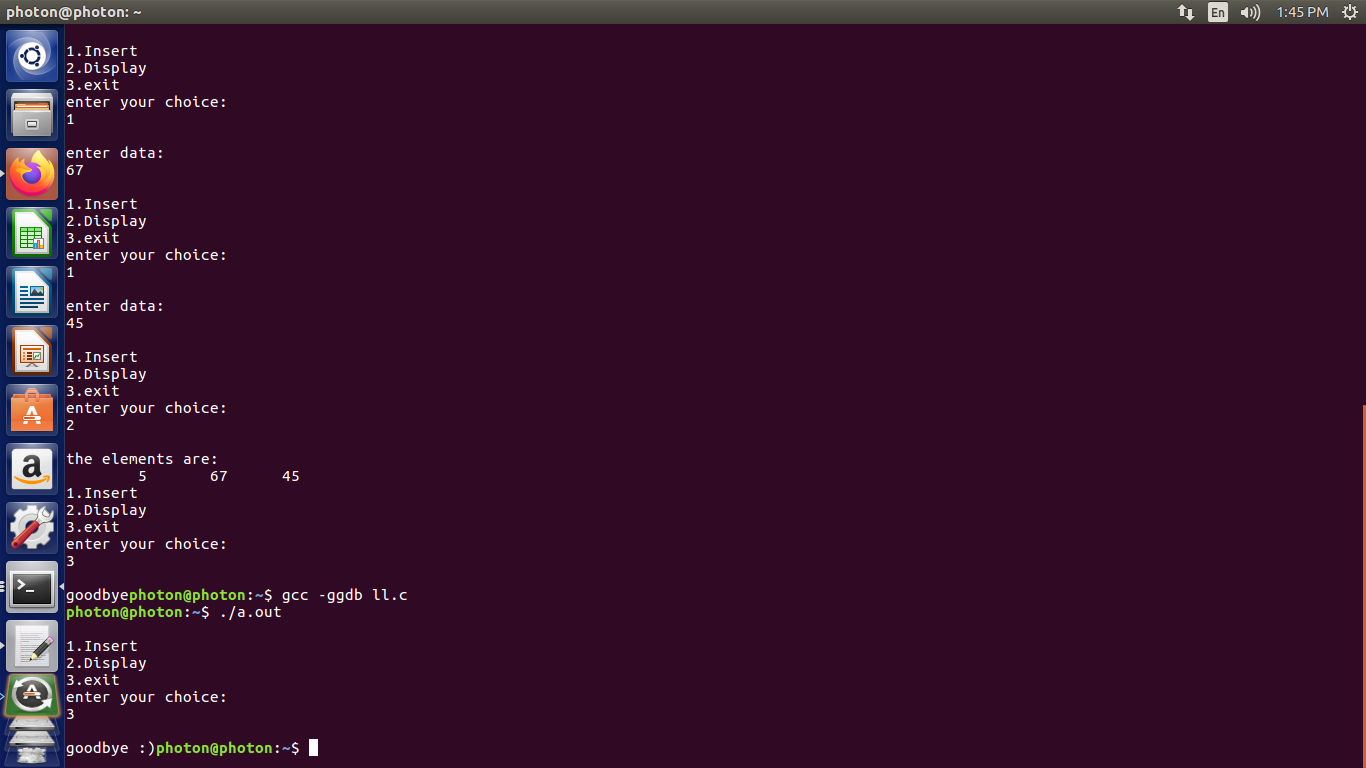 photon@photon: ~
En
1:45 PM
1.Insert
2.Display
3.exit
enter your choice:
1
enter data:
67
1.Insert
2.Display
3.exit
enter your choice:
1
enter data:
45
1.Insert
2.Display
3.exit
enter your choice:
2
the elements are:
5 67 45
1.Insert
2.Display
3.exit
enter your choice:
3
goodbyephoton@photon:~$ gcc -ggdb ll.c
photon@photon:~$ ./a.out
1.Insert
2.Display
3.exit
enter your choice:
3
goodbye :)photon@photon:~$